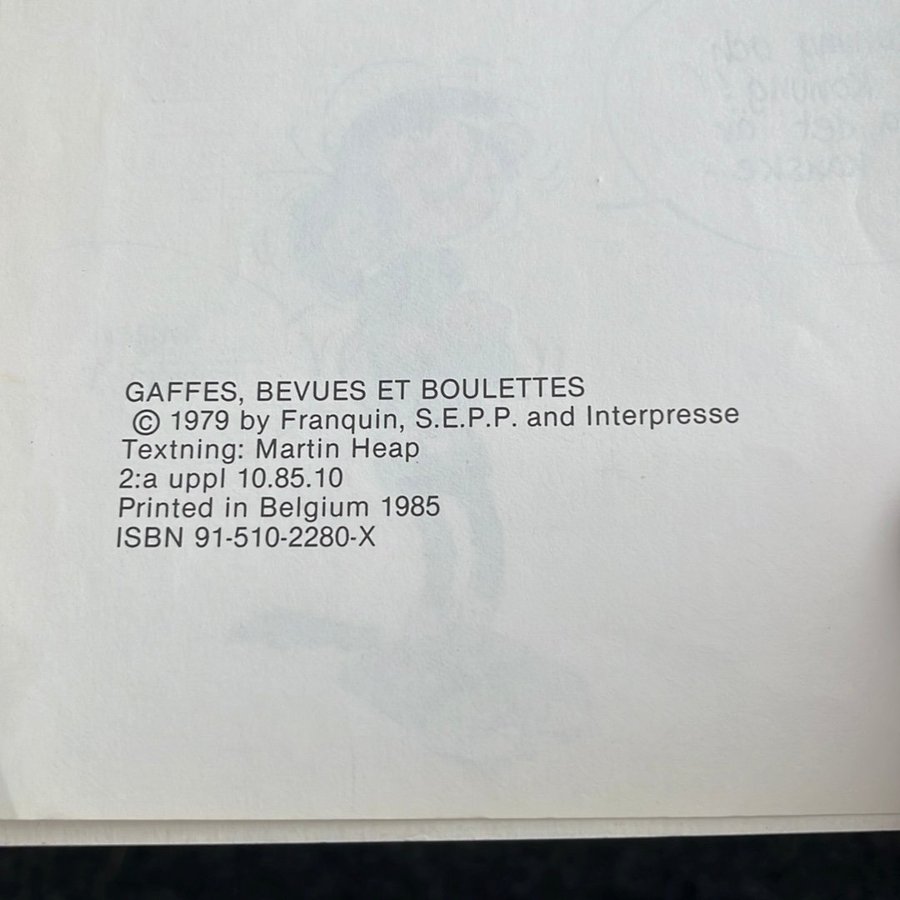 GAFFES, BEVUES ET BOULETTES
© 1979 by Franquin, S.E.P.P. and Interpresse
Textning: Martin Heap
2:a uppl 10.85.10
Printed in Belgium 1985
ISBN 91-510-2280-X